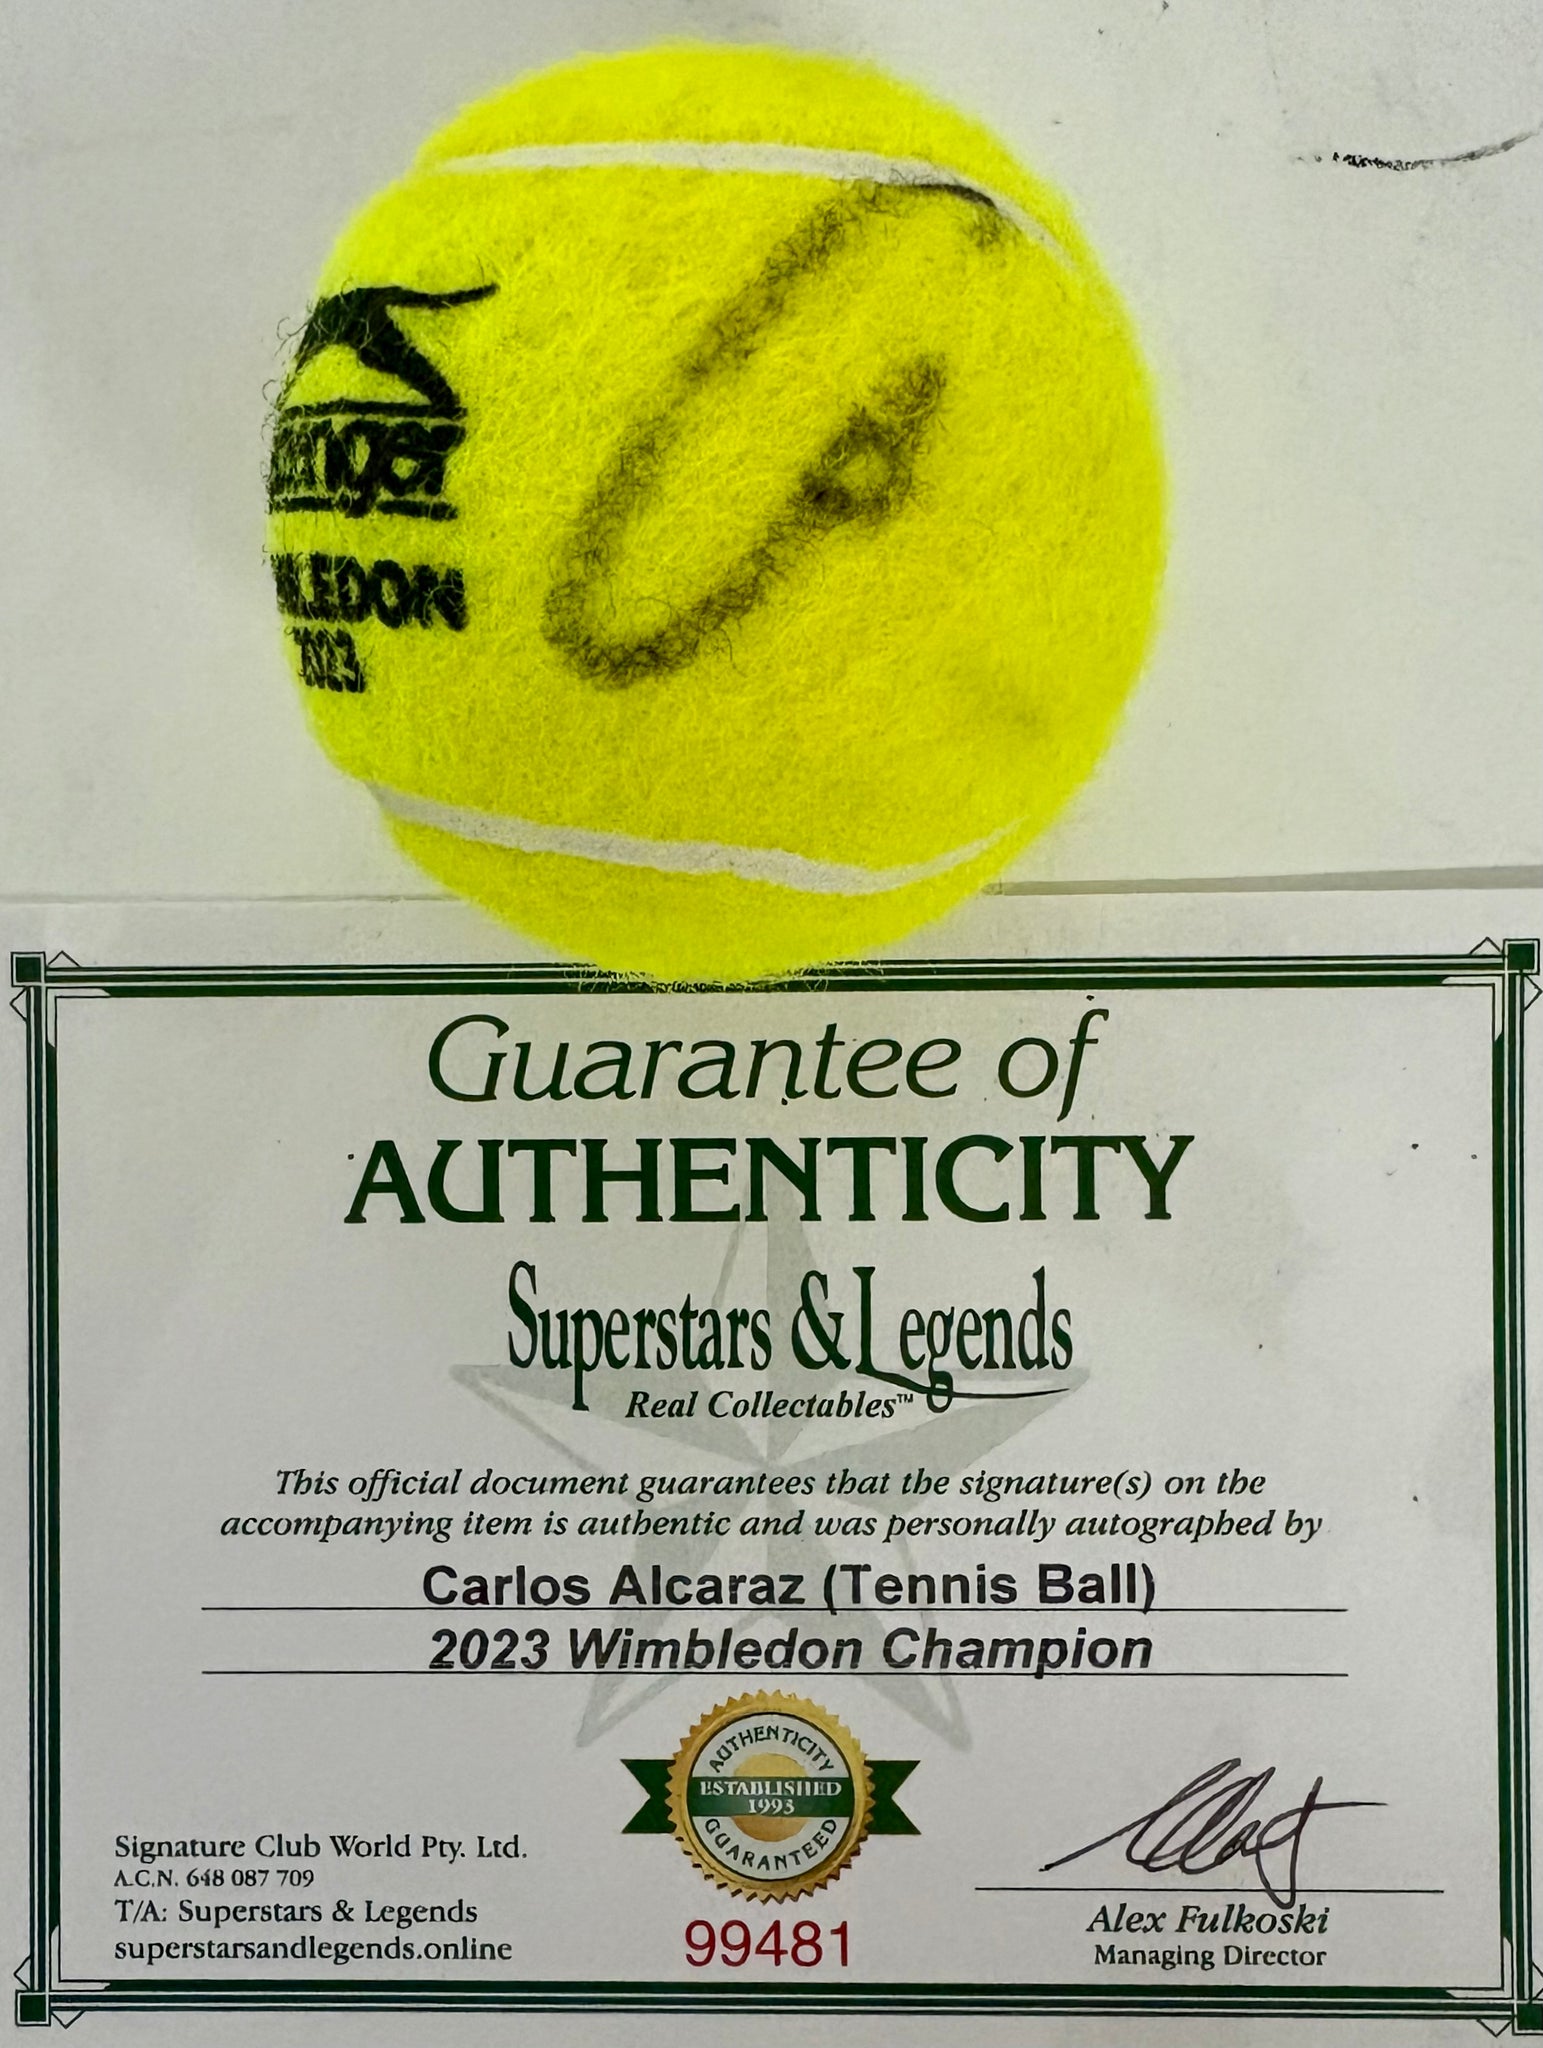 Guarantee of
AUTHENTICITY
Superstars & Legends
Real Collectables™
This official document guarantees that the signature(s) on the
accompanying item is authentic and was personally autographed by
Carlos Alcaraz (Tennis Ball)
2023 Wimbledon Champion
AUTHENTICITY
ESTABLISHED
1993
GUARANTEED
Signature Club World Pty. Ltd.
A.C.N. 648 087 709
T/A: Superstars & Legends
superstarsandlegends.online
99481
Alex Fulkoski
Managing Director